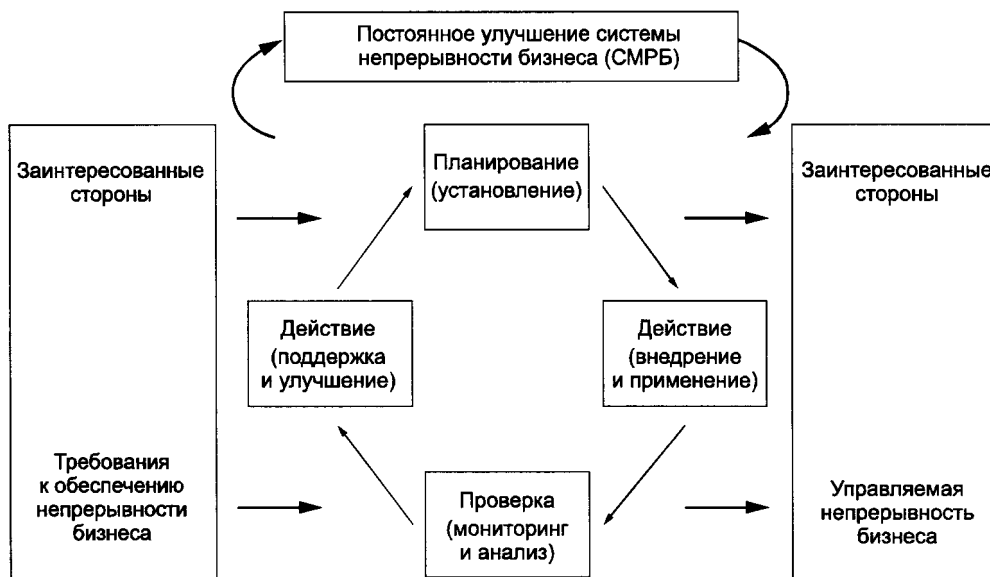 Постоянное улучшение системы
непрерывности бизнеса (СМРБ)
Заинтересованные
стороны
Планирование
(установление)
Заинтересованные
стороны
Действие
(поддержка
и улучшение)
Действие
(внедрение
и применение)
Требования
к обеспечению
непрерывности
бизнеса
Проверка
(мониторинг
и анализ)
Управляемая
непрерывность
бизнеса